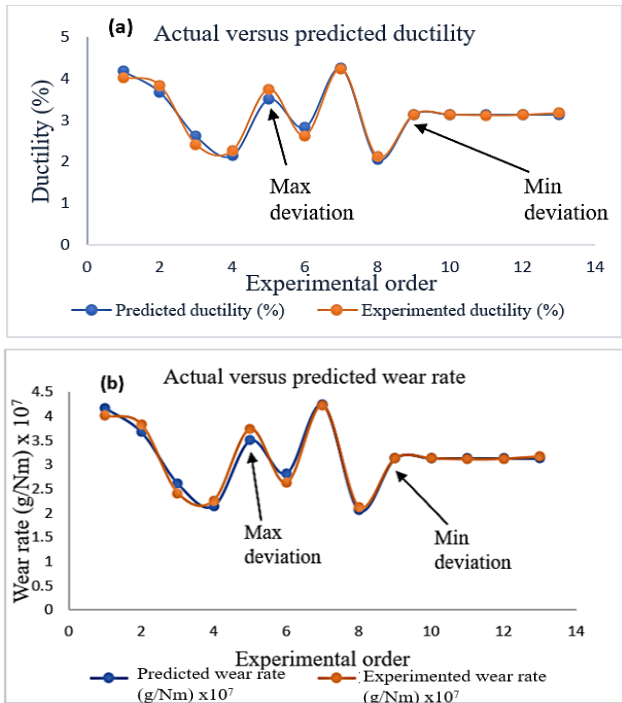 (a) Actual versus predicted ductility
5
4
3
2
1
0
Ductility (%)
Max
deviation
Min
deviation
0 2 4 6 8 10 12 14
Experimental order
Predicted ductility (%) Experimented ductility (%)
(b) Actual versus predicted wear rate
4.5
4
3.5
3
2.5
2
1.5
1
0.5
0
Wear rate (g/Nm) x 10⁷
Max
deviation
Min
deviation
0 2 4 6 8 10 12 14
Experimental order
Predicted wear rate
(g/Nm) x10⁷
Experimented wear rate
(g/Nm) x10⁷